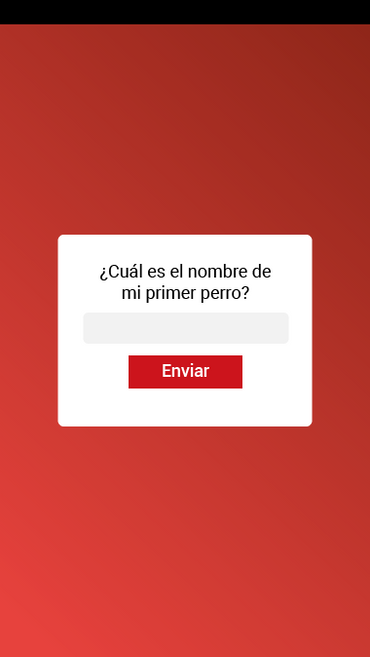 ¿Cuál es el nombre de
mi primer perro?
Enviar